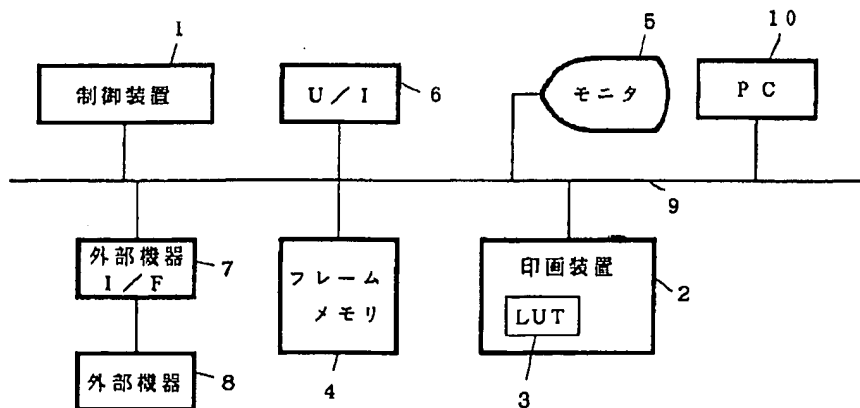 1
制御装置
U/I
6
5
モニタ
10
PC
9
外部機器
I/F
7
フレーム
メモリ
4
印画装置
LUT
2
3
外部機器
8